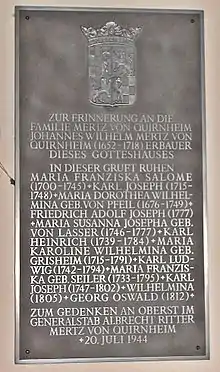 ZUR ERINNERUNG AN DIE
FAMILIE MERTZ VON QUIRNHEIM
JOHANNES WILHELM MERTZ VON
QUIRNHEIM (1652-1718) ERBAUER
DIESES GOTTESHAUSES
IN DIESER GRUFT RUHEN
MARIA FRANZISKA SALOME
(1700-1745)+KARL JOSEPH (1715-
1748)+MARIA DOROTHEA WILHEL-
MINA GEB. VON PFEIL (1676-1749)+
FRIEDRICH ADOLF JOSEPH (1777)
+MARIA SUSANNA JOSEPHA GEB.
VON LASSER (1746-1777)+KARL
HEINRICH (1739-1784)+MARIA
KAROLINE WILHELMINA GEB.
GRISHEIM (1715-1791)+KARL LUD-
WIG (1742-1794)+MARIA FRANZIS-
KA GEB. SEILER (1733-1795)+KARL
JOSEPH (1747-1802)+WILHELMINA
(1805)+GEORG OSWALD (1812)+
ZUM GEDENKEN AN OBERST IM
GENERALSTAB ALBRECHT RITTER
MERTZ VON QUIRNHEIM
+20. JULI 1944